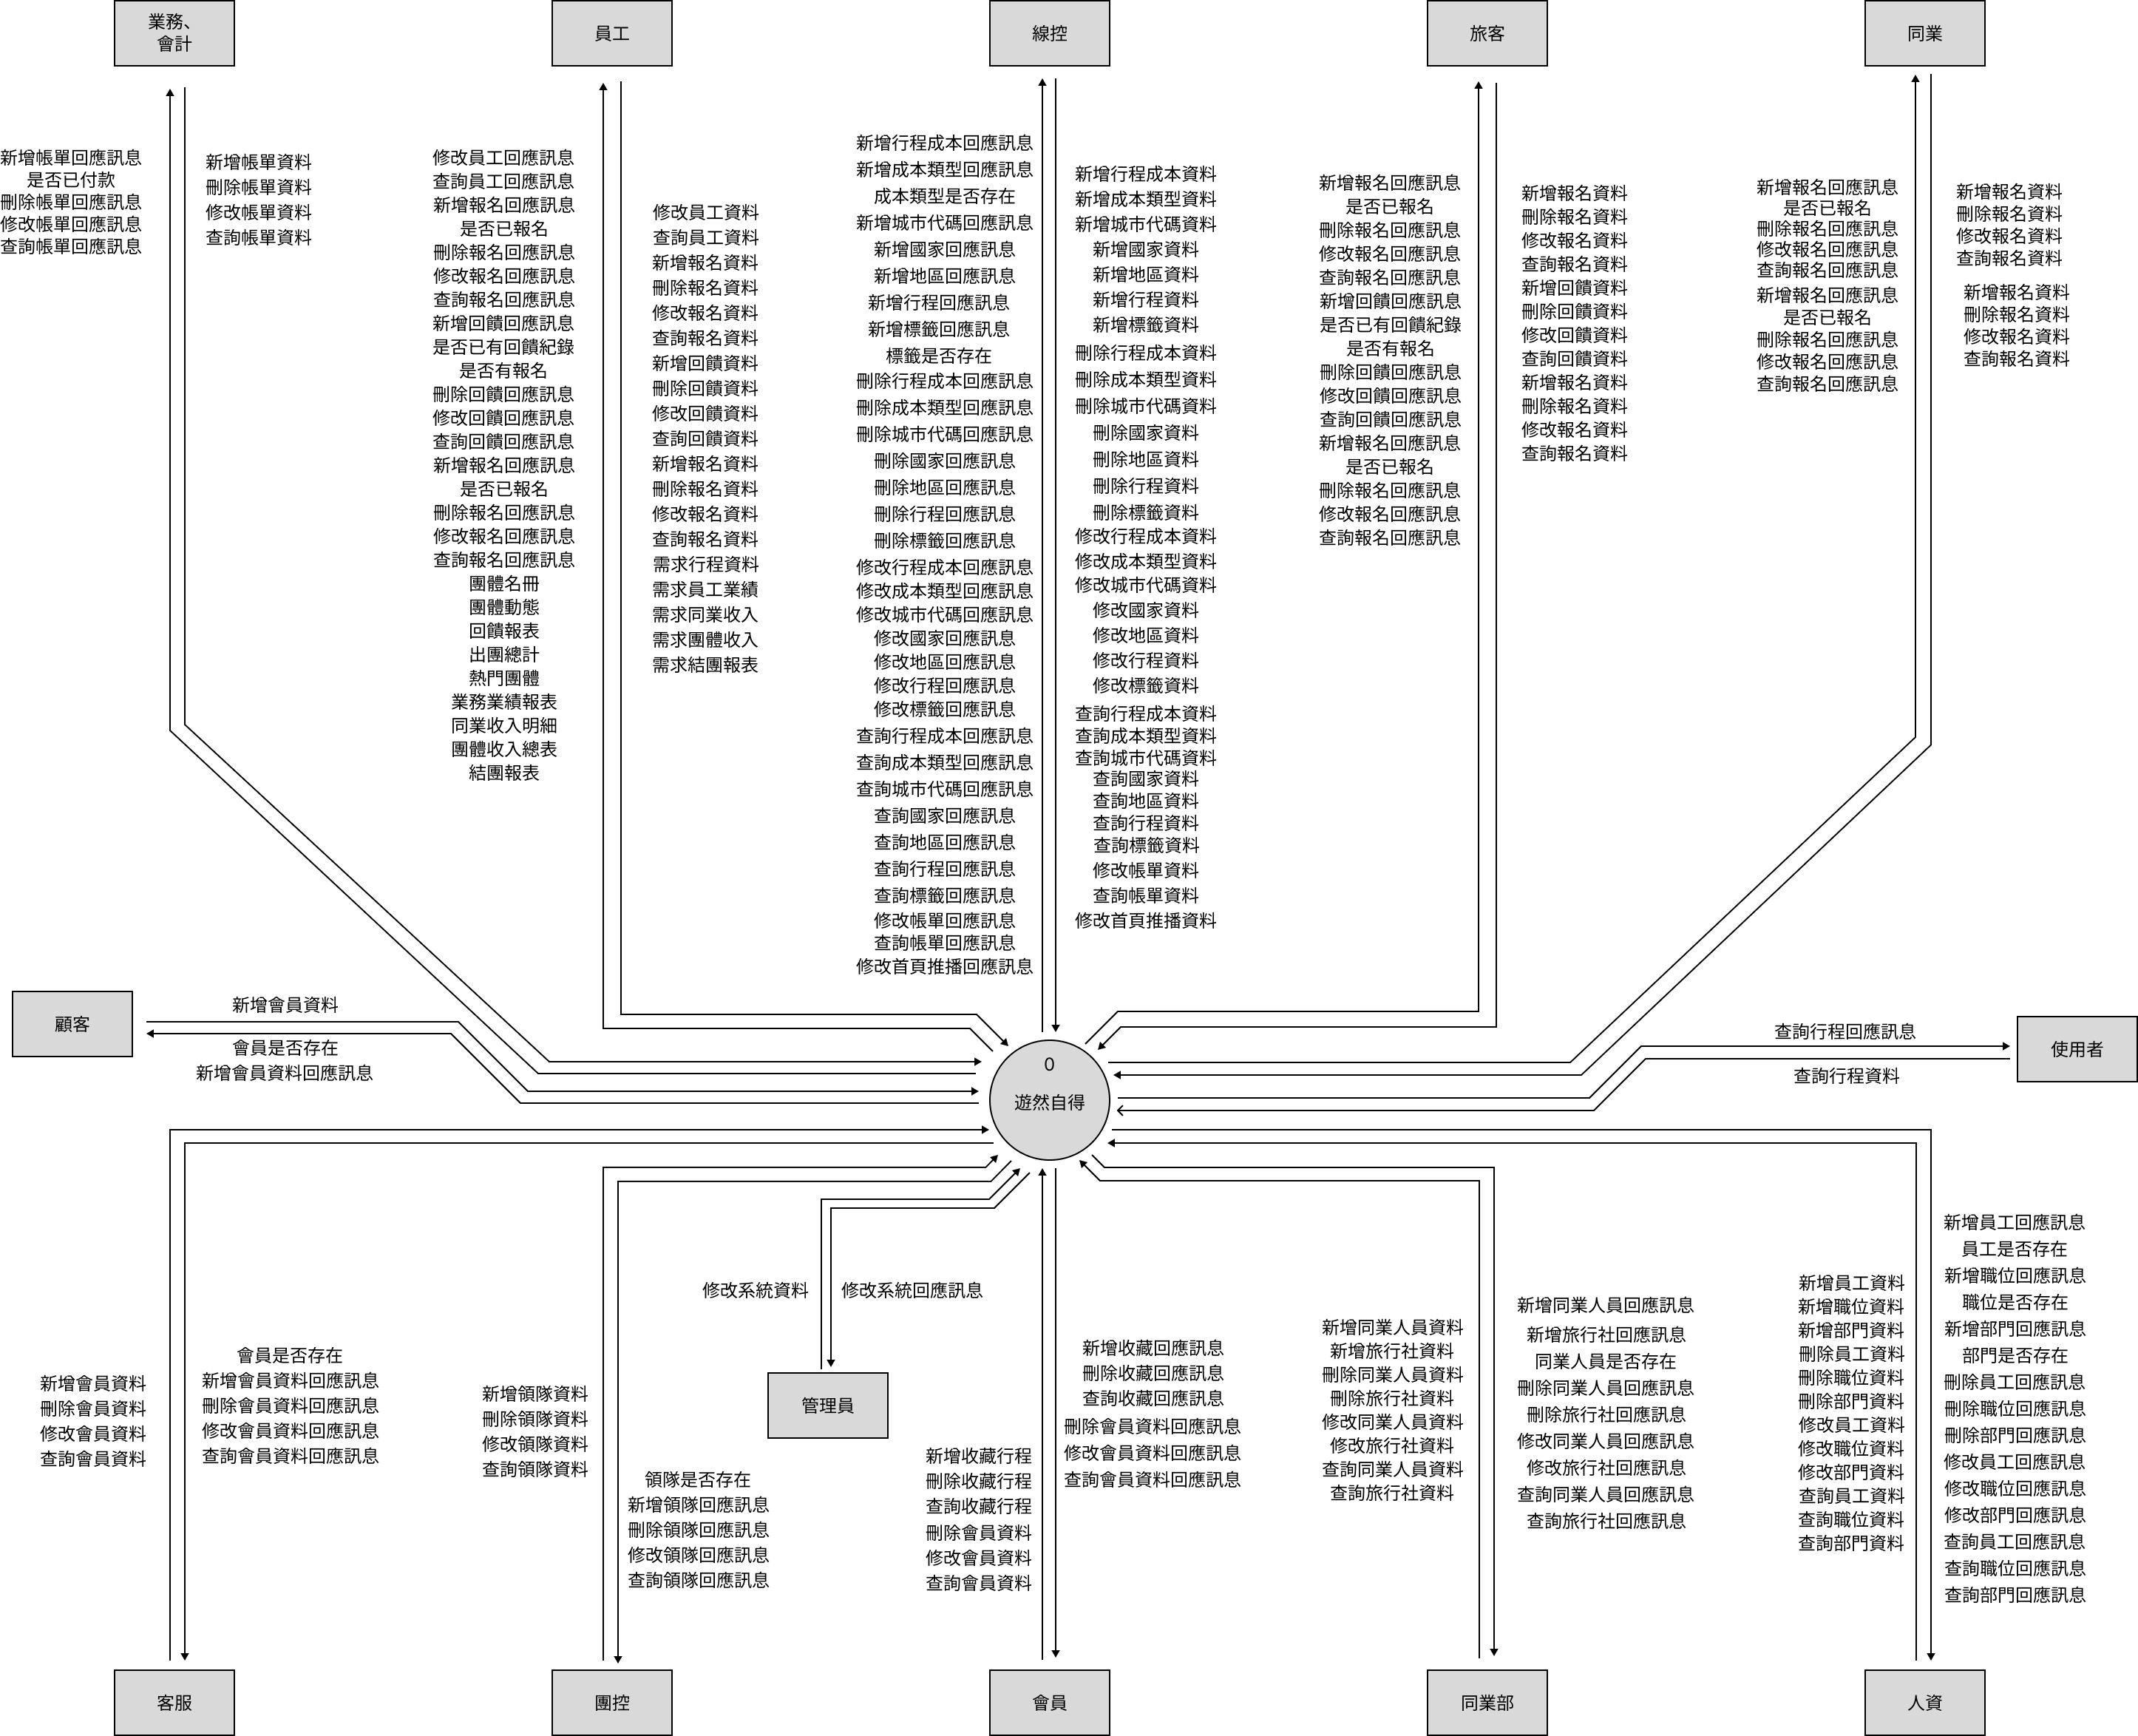 業務、
會計
員工
線控
旅客
同業
新增帳單回應訊息
是否已付款
刪除帳單回應訊息
修改帳單回應訊息
查詢帳單回應訊息
新增帳單資料
刪除帳單資料
修改帳單資料
查詢帳單資料
修改員工回應訊息
查詢員工回應訊息
新增報名回應訊息
是否已報名
刪除報名回應訊息
修改報名回應訊息
查詢報名回應訊息
新增回饋回應訊息
是否已有回饋紀錄
是否有報名
刪除回饋回應訊息
修改回饋回應訊息
查詢回饋回應訊息
新增報名回應訊息
是否已報名
刪除報名回應訊息
修改報名回應訊息
查詢報名回應訊息
團體名冊
團體動態
回饋報表
出團總計
熱門團體
業務業績報表
同業收入明細
團體收入總表
結團報表
修改員工資料
查詢員工資料
新增報名資料
刪除報名資料
修改報名資料
查詢報名資料
新增回饋資料
刪除回饋資料
修改回饋資料
查詢回饋資料
新增報名資料
刪除報名資料
修改報名資料
查詢報名資料
需求行程資料
需求員工業績
需求同業收入
需求團體收入
需求結團報表
新增行程成本回應訊息
新增成本類型回應訊息
成本類型是否存在
新增城市代碼回應訊息
新增國家回應訊息
新增地區回應訊息
新增行程回應訊息
新增標籤回應訊息
標籤是否存在
刪除行程成本回應訊息
刪除成本類型回應訊息
刪除城市代碼回應訊息
刪除國家回應訊息
刪除地區回應訊息
刪除行程回應訊息
刪除標籤回應訊息
修改行程成本回應訊息
修改成本類型回應訊息
修改城市代碼回應訊息
修改國家回應訊息
修改地區回應訊息
修改行程回應訊息
修改標籤回應訊息
查詢行程成本回應訊息
查詢成本類型回應訊息
查詢城市代碼回應訊息
查詢國家回應訊息
查詢地區回應訊息
查詢行程回應訊息
查詢標籤回應訊息
修改帳單回應訊息
查詢帳單回應訊息
修改首頁推播回應訊息
新增行程成本資料
新增成本類型資料
新增城市代碼資料
新增國家資料
新增地區資料
新增行程資料
新增標籤資料
刪除行程成本資料
刪除成本類型資料
刪除城市代碼資料
刪除國家資料
刪除地區資料
刪除行程資料
刪除標籤資料
修改行程成本資料
修改成本類型資料
修改城市代碼資料
修改國家資料
修改地區資料
修改行程資料
修改標籤資料
查詢行程成本資料
查詢成本類型資料
查詢城市代碼資料
查詢國家資料
查詢地區資料
查詢行程資料
查詢標籤資料
修改帳單資料
查詢帳單資料
修改首頁推播資料
新增報名回應訊息
是否已報名
刪除報名回應訊息
修改報名回應訊息
查詢報名回應訊息
新增回饋回應訊息
是否已有回饋紀錄
是否有報名
刪除回饋回應訊息
修改回饋回應訊息
查詢回饋回應訊息
新增報名回應訊息
是否已報名
刪除報名回應訊息
修改報名回應訊息
查詢報名回應訊息
新增報名資料
刪除報名資料
修改報名資料
查詢報名資料
新增回饋資料
刪除回饋資料
修改回饋資料
查詢回饋資料
新增報名資料
刪除報名資料
修改報名資料
查詢報名資料
新增報名回應訊息
是否已報名
刪除報名回應訊息
修改報名回應訊息
查詢報名回應訊息
新增報名回應訊息
是否已報名
刪除報名回應訊息
修改報名回應訊息
查詢報名回應訊息
新增報名資料
刪除報名資料
修改報名資料
查詢報名資料
新增報名資料
刪除報名資料
修改報名資料
查詢報名資料
顧客
新增會員資料
會員是否存在
新增會員資料回應訊息
0
遊然自得
查詢行程回應訊息
查詢行程資料
使用者
新增會員資料
刪除會員資料
修改會員資料
查詢會員資料
會員是否存在
新增會員資料回應訊息
刪除會員資料回應訊息
修改會員資料回應訊息
查詢會員資料回應訊息
新增領隊資料
刪除領隊資料
修改領隊資料
查詢領隊資料
領隊是否存在
新增領隊回應訊息
刪除領隊回應訊息
修改領隊回應訊息
查詢領隊回應訊息
修改系統資料
修改系統回應訊息
管理員
新增收藏行程
刪除收藏行程
查詢收藏行程
刪除會員資料
修改會員資料
查詢會員資料
新增收藏回應訊息
刪除收藏回應訊息
查詢收藏回應訊息
刪除會員資料回應訊息
修改會員資料回應訊息
查詢會員資料回應訊息
新增同業人員資料
新增旅行社資料
刪除同業人員資料
刪除旅行社資料
修改同業人員資料
修改旅行社資料
查詢同業人員資料
查詢旅行社資料
新增同業人員回應訊息
新增旅行社回應訊息
同業人員是否存在
刪除同業人員回應訊息
刪除旅行社回應訊息
修改同業人員回應訊息
修改旅行社回應訊息
查詢同業人員回應訊息
查詢旅行社回應訊息
新增員工資料
新增職位資料
新增部門資料
刪除員工資料
刪除職位資料
刪除部門資料
修改員工資料
修改職位資料
修改部門資料
查詢員工資料
查詢職位資料
查詢部門資料
新增員工回應訊息
員工是否存在
新增職位回應訊息
職位是否存在
新增部門回應訊息
部門是否存在
刪除員工回應訊息
刪除職位回應訊息
刪除部門回應訊息
修改員工回應訊息
修改職位回應訊息
修改部門回應訊息
查詢員工回應訊息
查詢職位回應訊息
查詢部門回應訊息
客服
團控
會員
同業部
人資